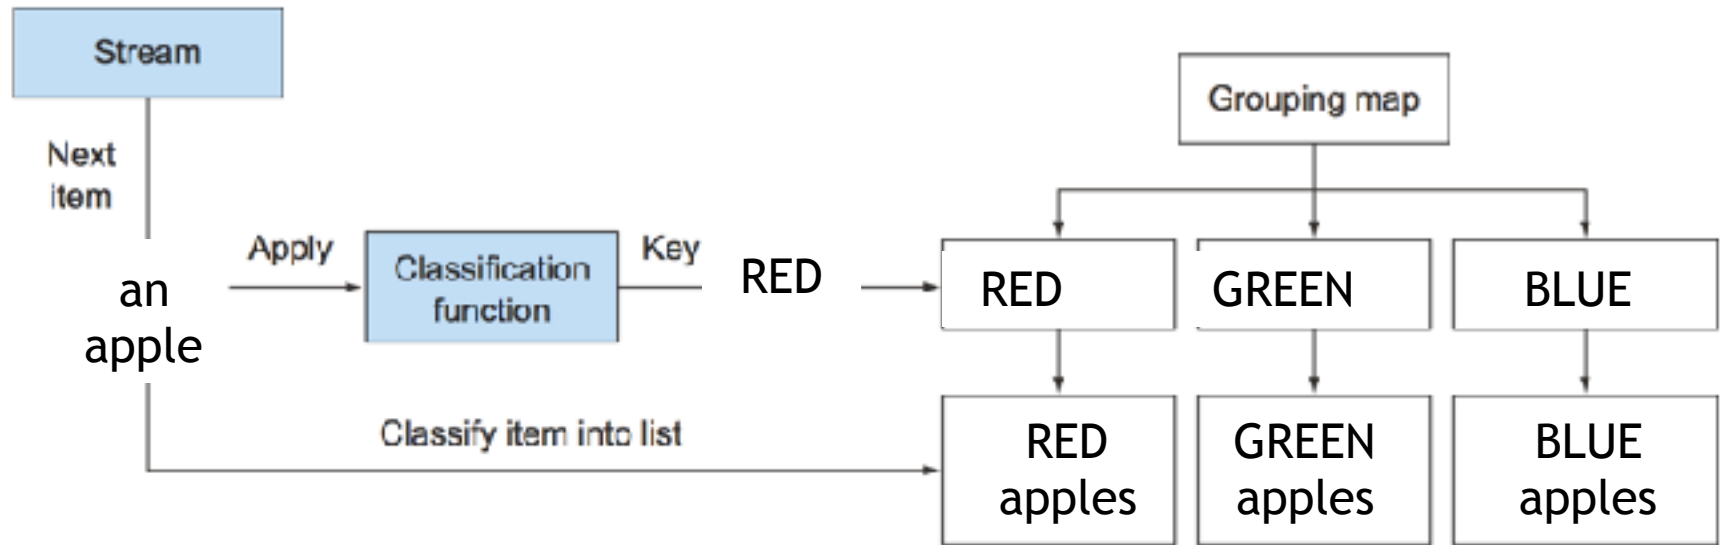 Stream
Grouping map
Next
item
Apply
Classification
function
Key
RED
an
apple
RED
GREEN
BLUE
Classify item into list
RED
apples
GREEN
apples
BLUE
apples